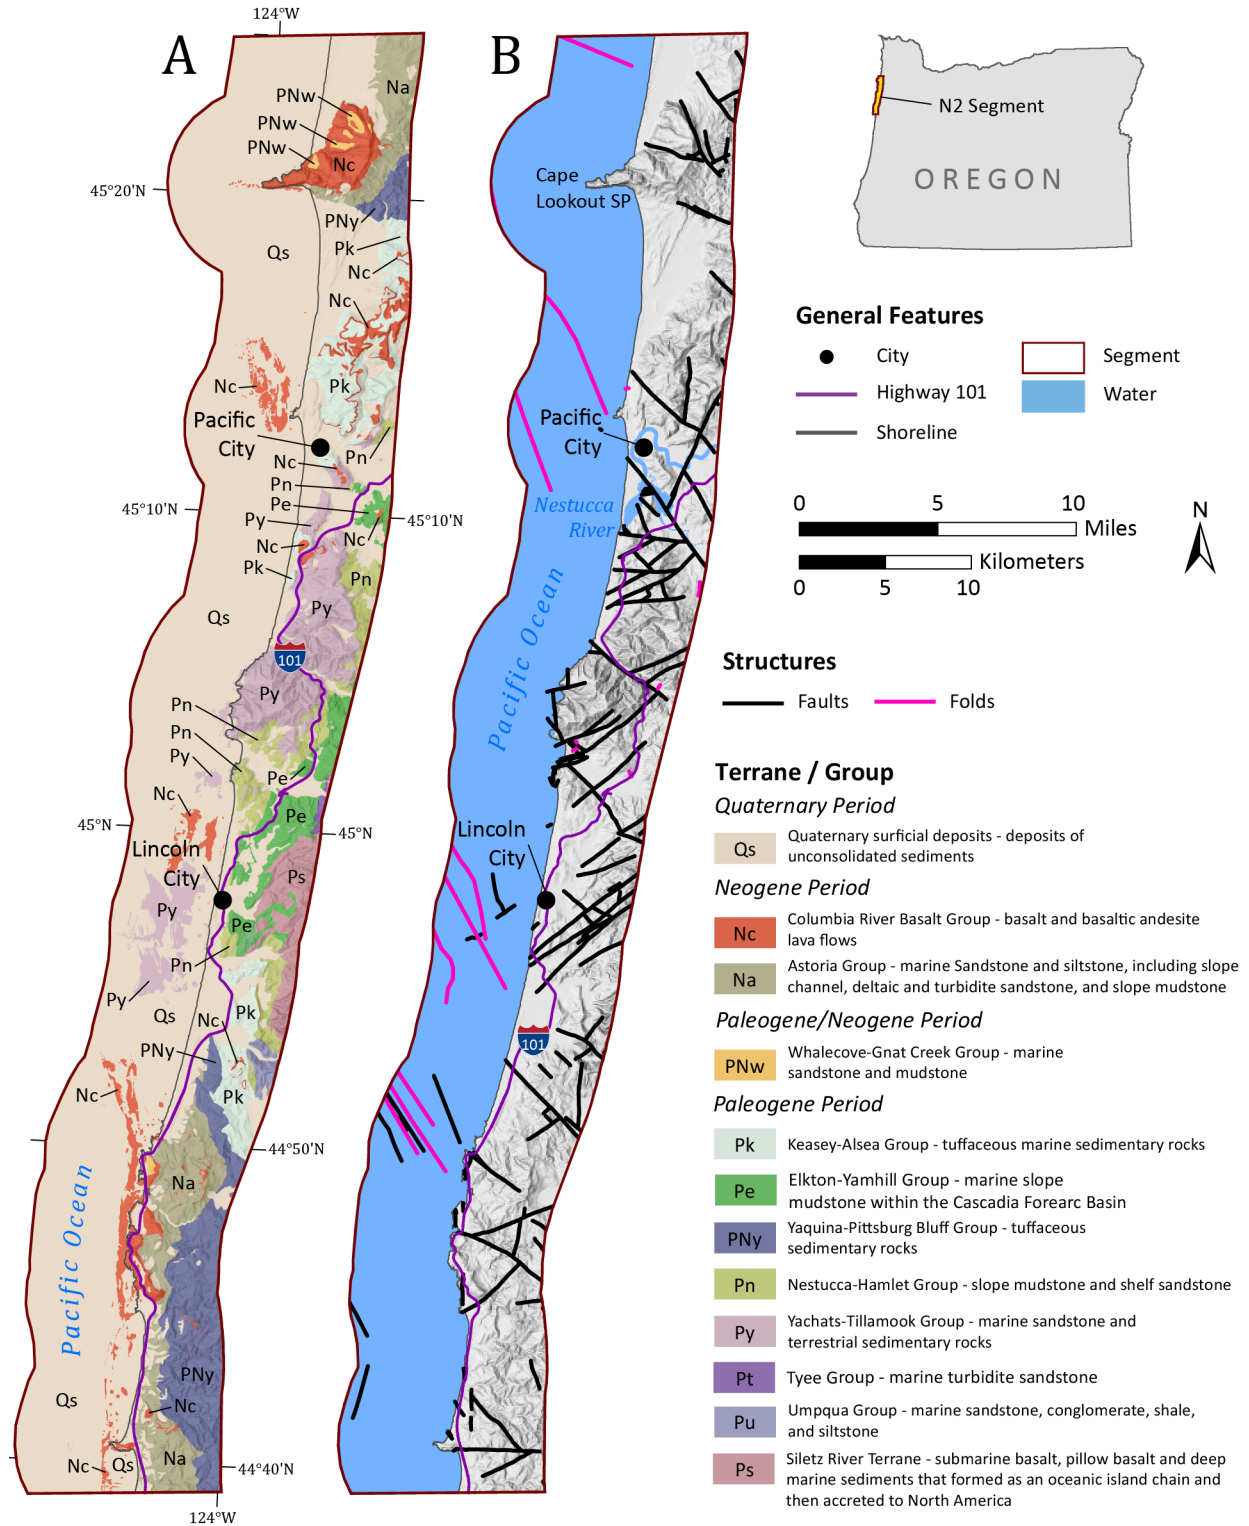 124°W
A
Na
PNw
PNw
PNw
Nc
45°20'N
PNy
Pk
Qs
Nc
Nc
Nc
Pk
Pacific
City
Nc
Pn
Pn
Pe
45°10'N
Py
45°10'N
Nc
Nc
Pk
Pn
Py
Qs
101
Py
Pn
Pn
Py
Pe
Nc
Pe
45°N
45°N
Lincoln
City
Ps
Py
Pe
Pn
Py
Qs
Nc
Pk
PNy
Nc
Pk
44°50'N
Na
Pacific Ocean
PNy
Qs
Nc
Na
Nc
Qs
44°40'N
124°W
B
Cape
Lookout SP
Pacific
City
Nestucca
River
Pacific Ocean
Lincoln
City
101
N2 Segment
OREGON
General Features
City
Segment
Highway 101
Water
Shoreline
0 5 10
Miles
Kilometers
0 5 10
N
Structures
Faults
Folds
Terrane / Group
Quaternary Period
Qs Quaternary surficial deposits - deposits of
unconsolidated sediments
Neogene Period
Nc Columbia River Basalt Group - basalt and basaltic andesite
lava flows
Na Astoria Group - marine Sandstone and siltstone, including slope
channel, deltaic and turbidite sandstone, and slope mudstone
Paleogene/Neogene Period
PNw Whalecove-Gnat Creek Group - marine
sandstone and mudstone
Paleogene Period
Pk Keasey-Alsea Group - tuffaceous marine sedimentary rocks
Pe Elkton-Yamhill Group - marine slope
mudstone within the Cascadia Forearc Basin
PNy Yaquina-Pittsburg Bluff Group - tuffaceous
sedimentary rocks
Pn Nestucca-Hamlet Group - slope mudstone and shelf sandstone
Py Yachats-Tillamook Group - marine sandstone and
terrestrial sedimentary rocks
Pt Tyee Group - marine turbidite sandstone
Pu Umpqua Group - marine sandstone, conglomerate, shale,
and siltstone
Ps Siletz River Terrane - submarine basalt, pillow basalt and deep
marine sediments that formed as an oceanic island chain and
then accreted to North America